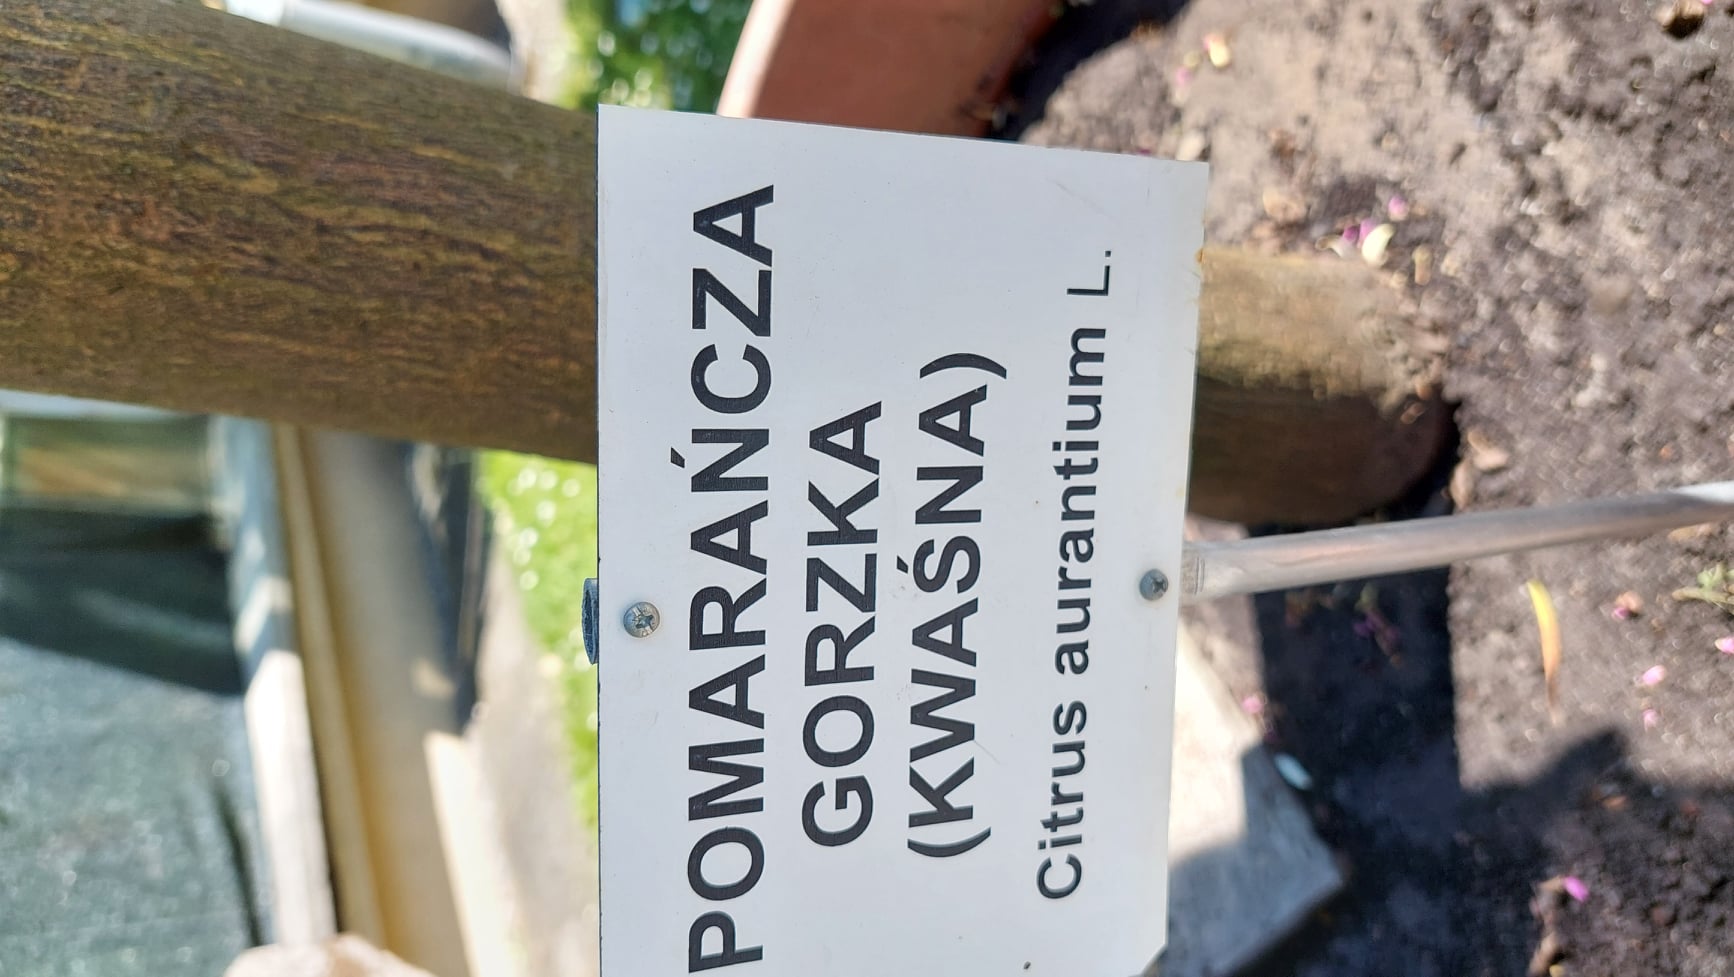 POMARAŃCZA
GORZKA
(KWAŚNA)
Citrus aurantium L.